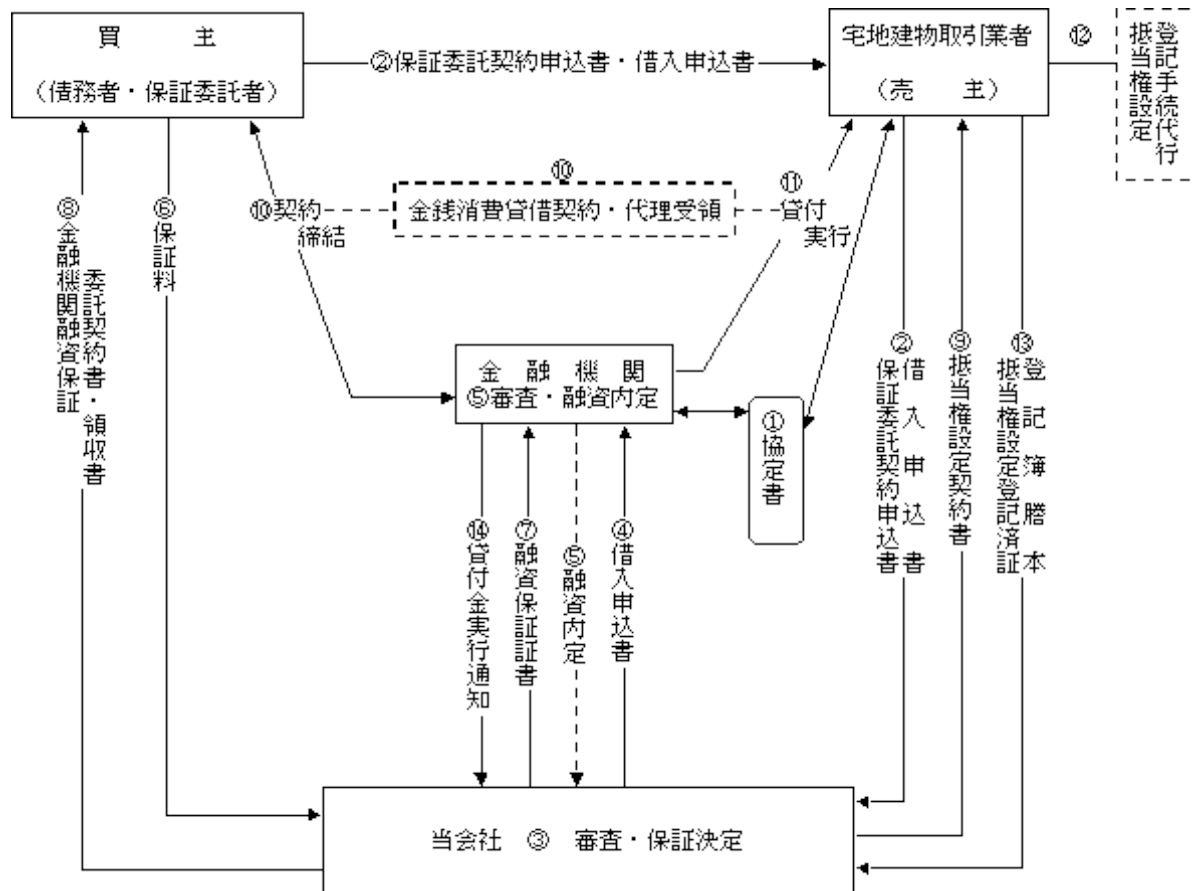 買主
（債務者・保証委託者）
②保証委託契約申込書・借入申込書
宅地建物取引業者
（売主）
⑫
登記手続代行
抵当権設定
⑧金融機関融資保証
委託契約書・領収書
⑥保証料
⑩契約
締結
⑩
金銭消費貸借契約・代理受領
⑪
貸付
実行
金融機関
⑤審査・融資内定
①協定書
②借入申込書
保証委託契約申込書
⑨抵当権設定契約書
⑬登記簿謄本
抵当権設定登記済証
⑭貸付金実行通知
⑦融資保証証書
⑤融資内定
④借入申込書
当会社 ③ 審査・保証決定